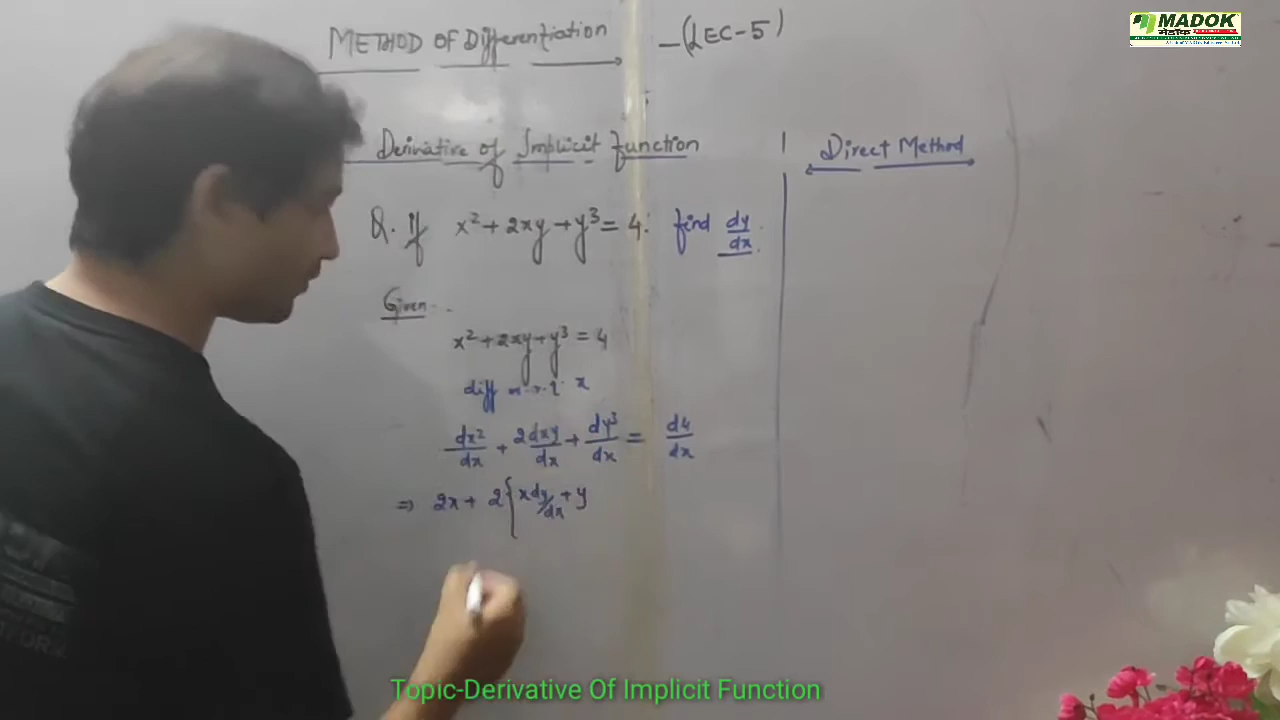 MADOK
METHOD OF Differentiation - (LEC-5)
Derivative of Implicit function
Direct Method
Q. If x² + 2xy + y³ = 4 : find dy/dx
Given
x² + 2xy + y³ = 4
diff w.r.t. x
dx²/dx + 2dxy/dx + dy³/dx = d4/dx
⇒ 2x + 2{x dy/dx + y
Topic-Derivative Of Implicit Function